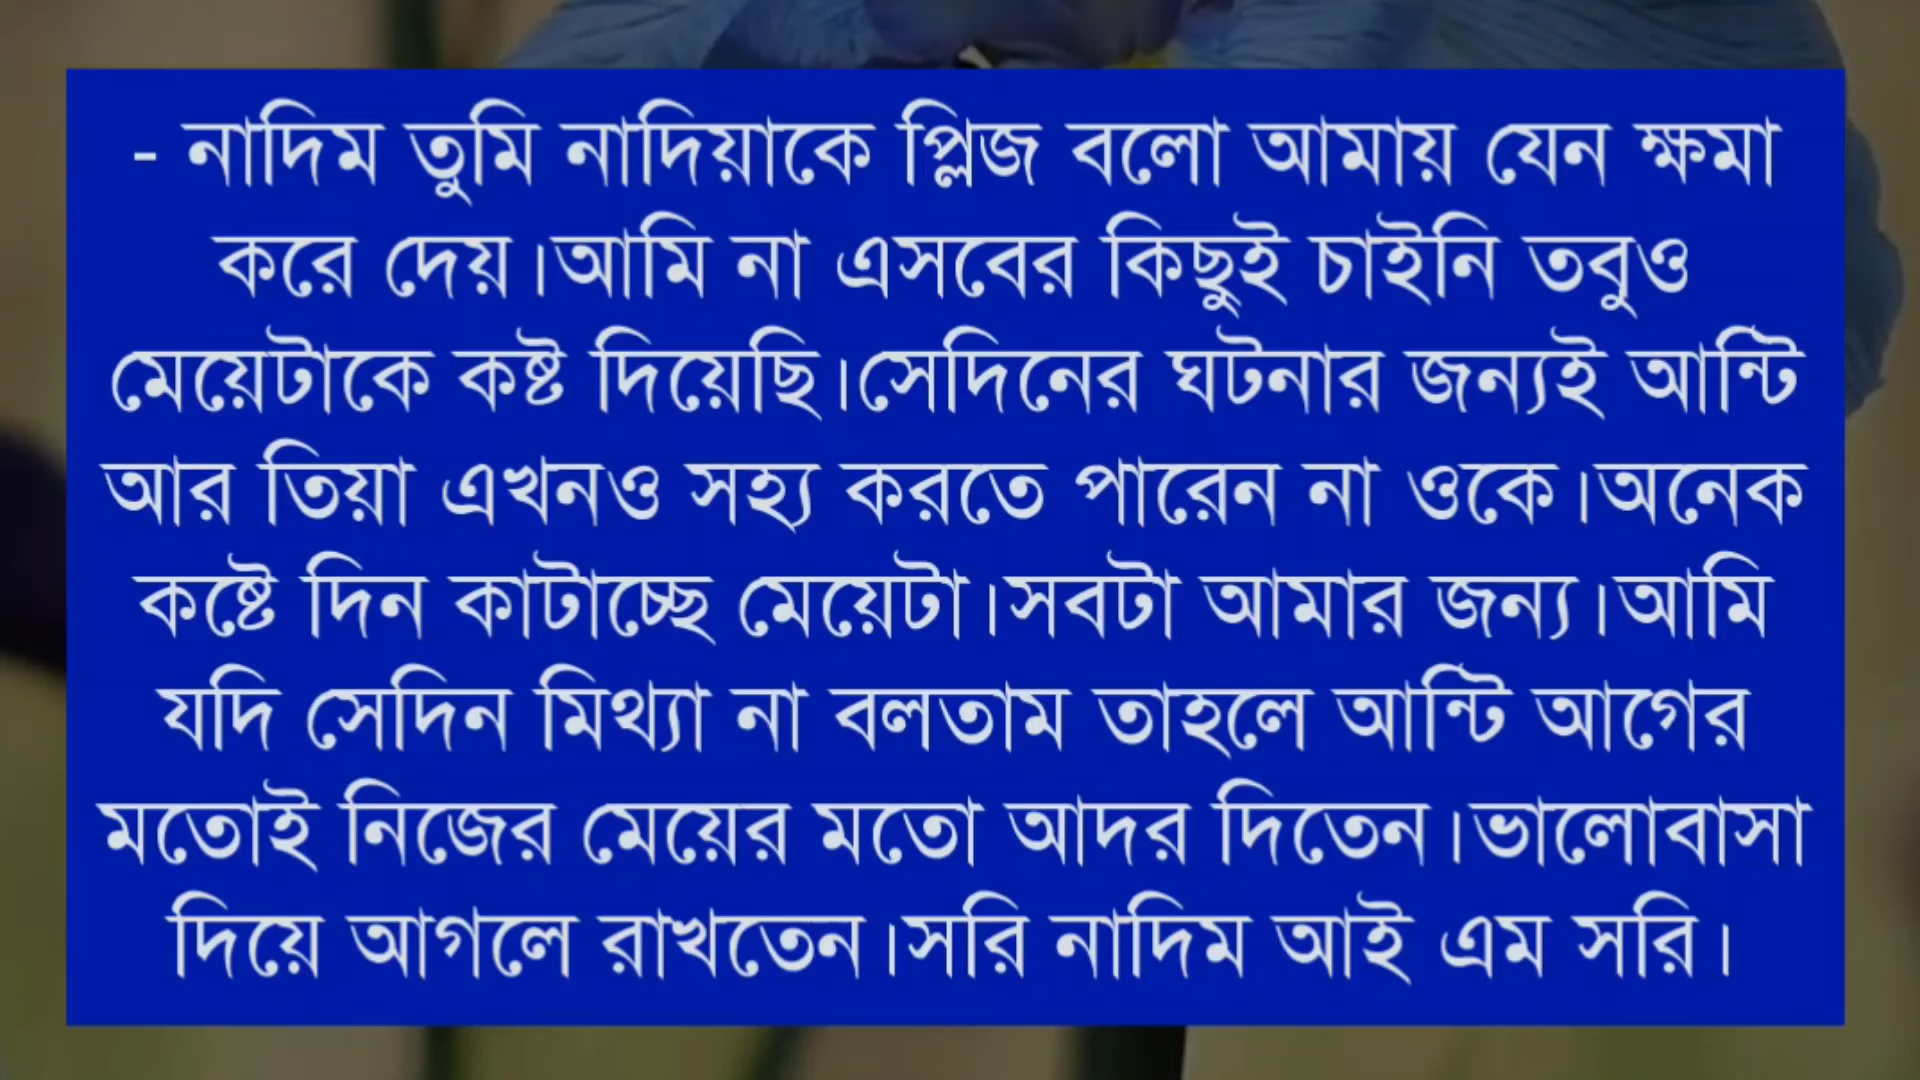 - নাদিম তুমি নাদিয়াকে প্লিজ বলো আমায় যেন ক্ষমা
করে দেয়।আমি না এসবের কিছুই চাইনি তবুও
মেয়েটাকে কষ্ট দিয়েছি।সেদিনের ঘটনার জন্যই আন্টি
আর তিয়া এখনও সহ্য করতে পারেন না ওকে।অনেক
কষ্টে দিন কাটাচ্ছে মেয়েটা।সবটা আমার জন্য।আমি
যদি সেদিন মিথ্যা না বলতাম তাহলে আন্টি আগের
মতোই নিজের মেয়ের মতো আদর দিতেন।ভালোবাসা
দিয়ে আগলে রাখতেন।সরি নাদিম আই এম সরি।